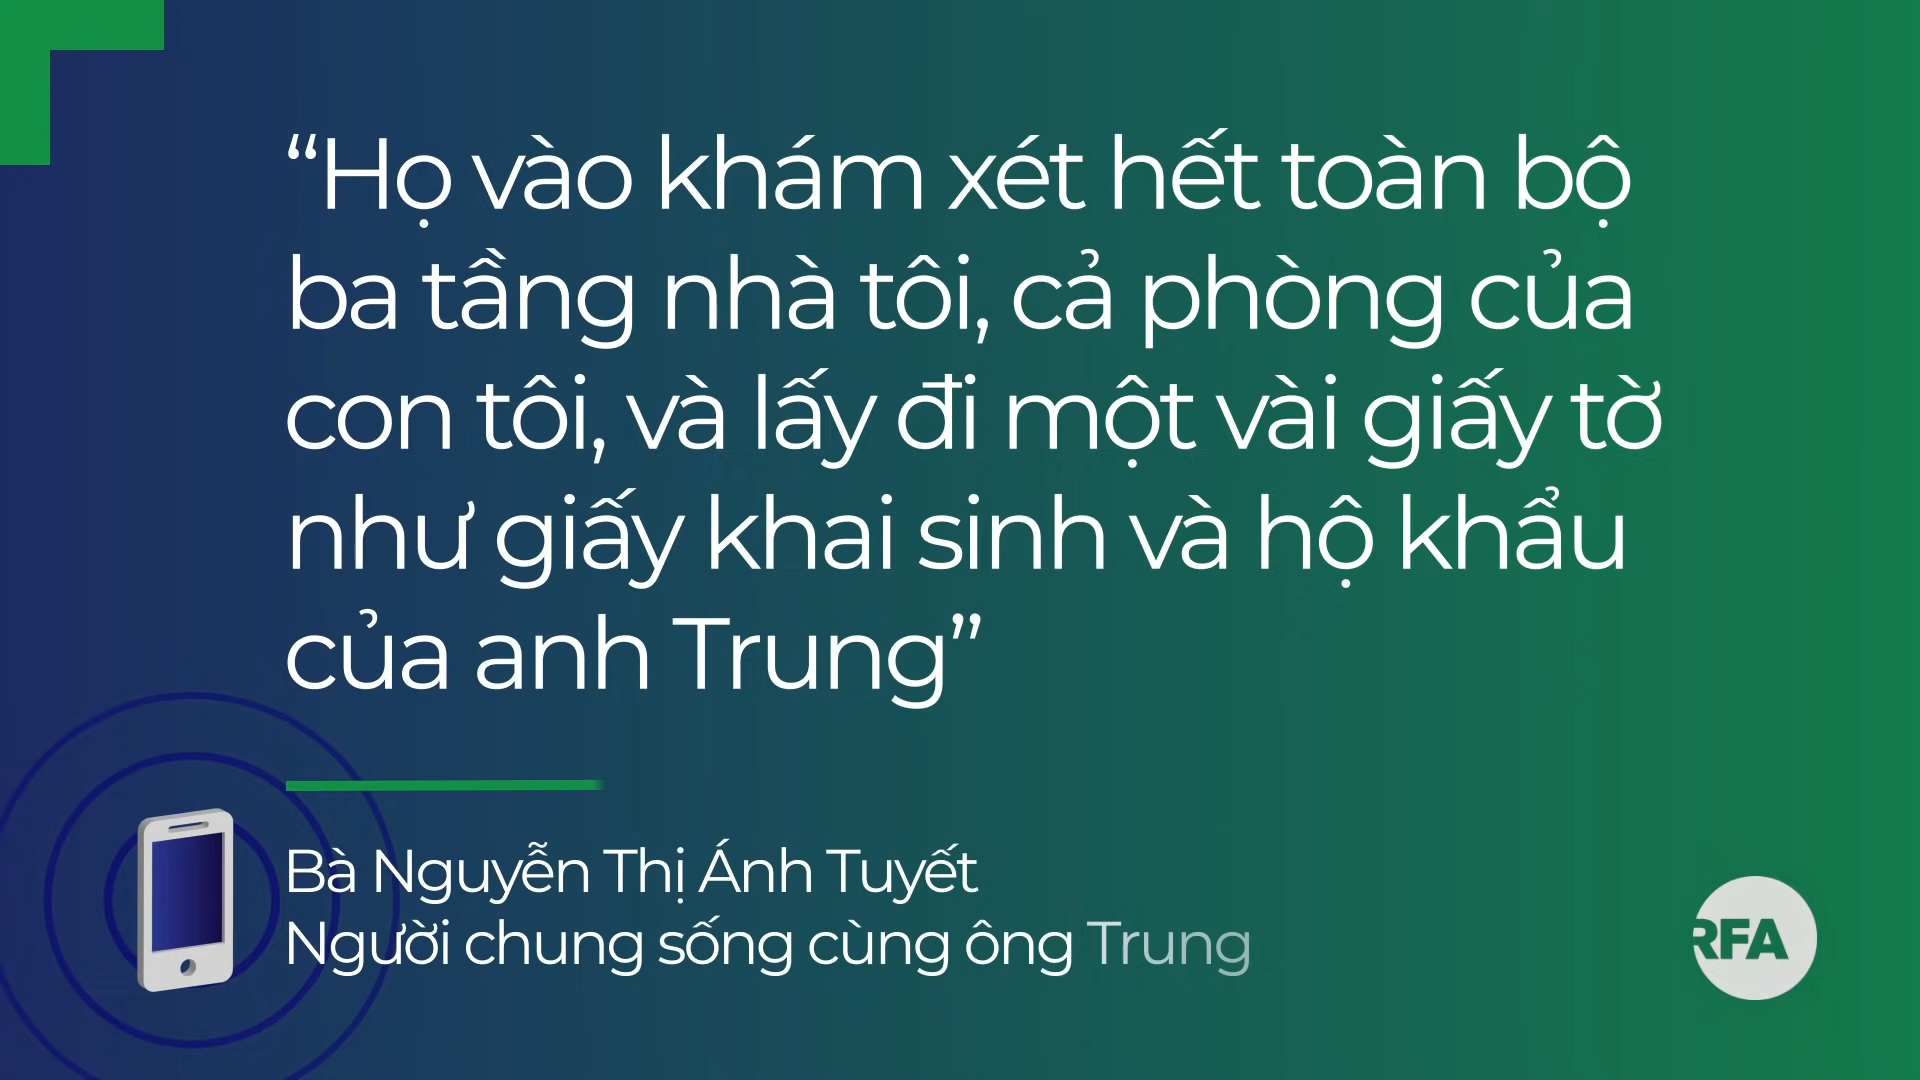 “Họ vào khám xét hết toàn bộ
ba tầng nhà tôi, cả phòng của
con tôi, và lấy đi một vài giấy tờ
như giấy khai sinh và hộ khẩu
của anh Trung”
Bà Nguyễn Thị Ánh Tuyết
Người chung sống cùng ông Trung
RFA